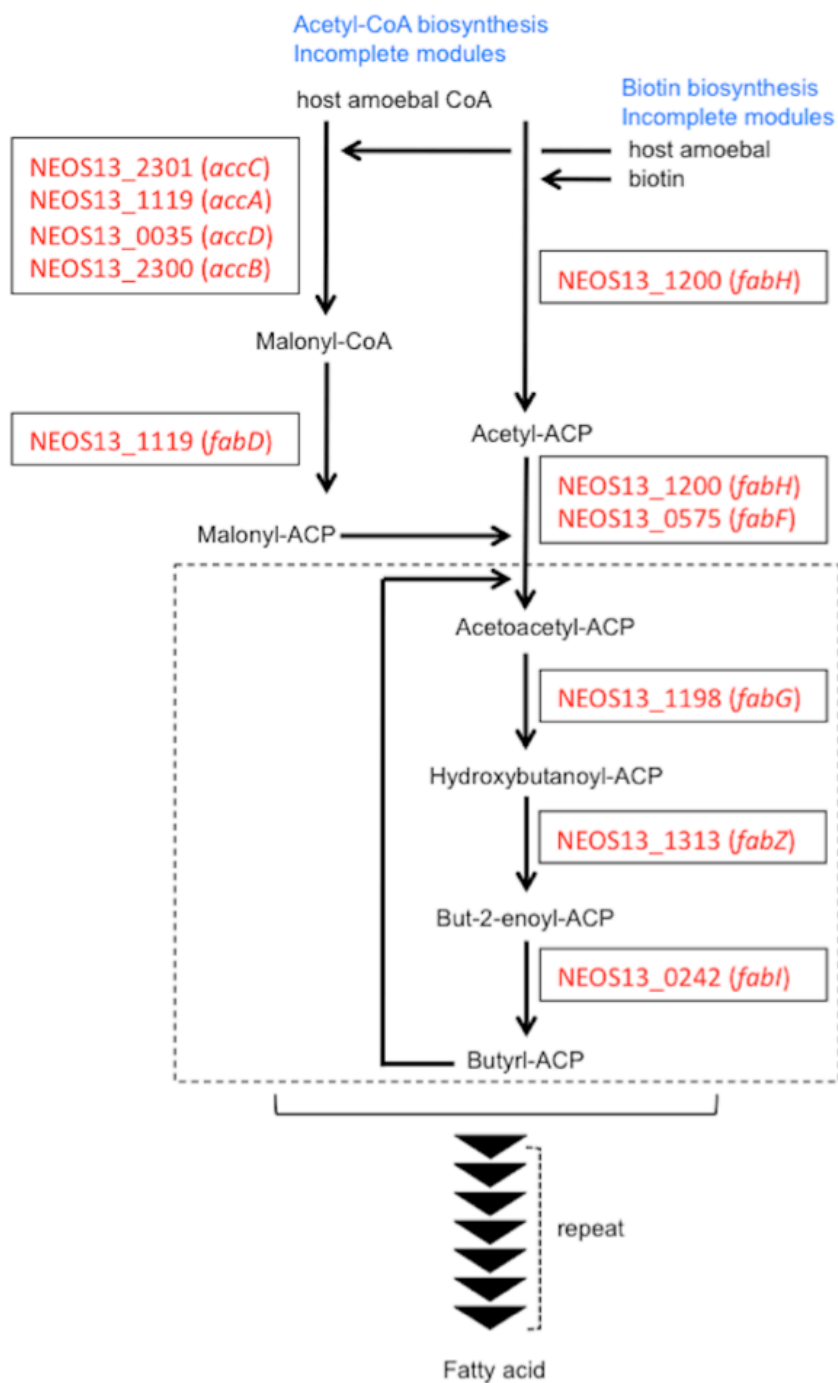 Acetyl-CoA biosynthesis
Incomplete modules
host amoebal CoA
Biotin biosynthesis
Incomplete modules
host amoebal
biotin
NEOS13_2301 (accC)
NEOS13_1119 (accA)
NEOS13_0035 (accD)
NEOS13_2300 (accB)
NEOS13_1200 (fabH)
Malonyl-CoA
NEOS13_1119 (fabD)
Acetyl-ACP
NEOS13_1200 (fabH)
NEOS13_0575 (fabF)
Malonyl-ACP
Acetoacetyl-ACP
NEOS13_1198 (fabG)
Hydroxybutanoyl-ACP
NEOS13_1313 (fabZ)
But-2-enoyl-ACP
NEOS13_0242 (fabI)
Butyrl-ACP
repeat
Fatty acid